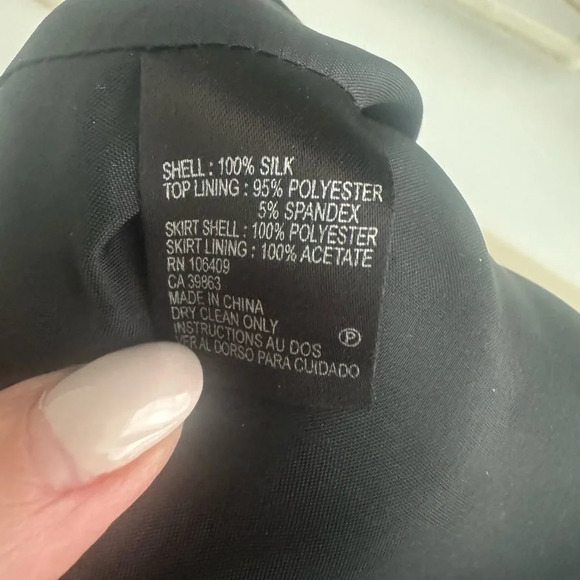 SHELL : 100% SILK
TOP LINING : 95% POLYESTER
5% SPANDEX
SKIRT SHELL : 100% POLYESTER
SKIRT LINING : 100% ACETATE
RN 106409
CA 39863
MADE IN CHINA
DRY CLEAN ONLY
INSTRUCTIONS AU DOS
VER AL DORSO PARA CUIDADO
P